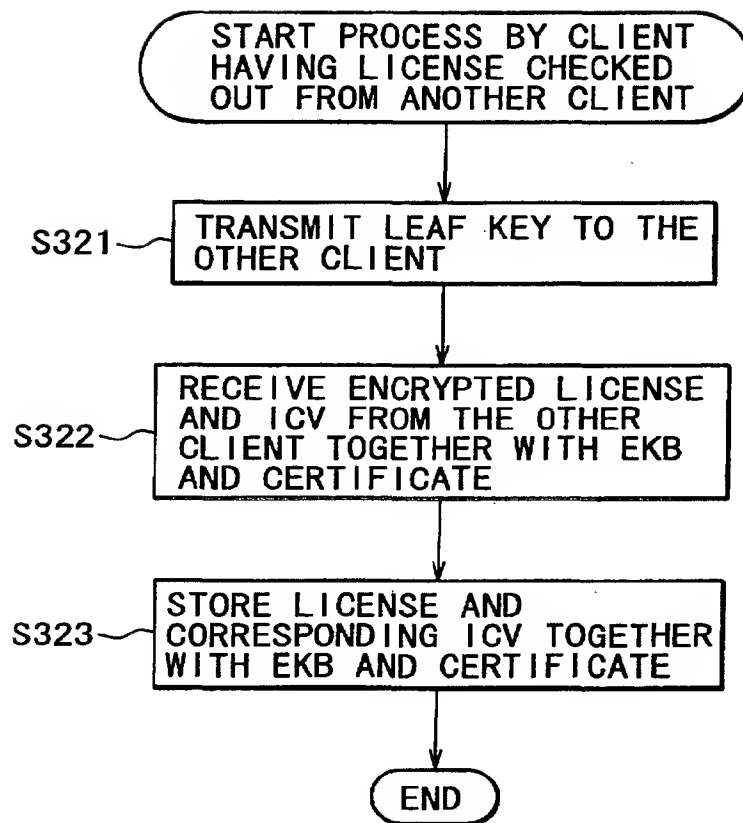 START PROCESS BY CLIENT
HAVING LICENSE CHECKED
OUT FROM ANOTHER CLIENT
S321
TRANSMIT LEAF KEY TO THE
OTHER CLIENT
S322
RECEIVE ENCRYPTED LICENSE
AND ICV FROM THE OTHER
CLIENT TOGETHER WITH EKB
AND CERTIFICATE
S323
STORE LICENSE AND
CORRESPONDING ICV TOGETHER
WITH EKB AND CERTIFICATE
END